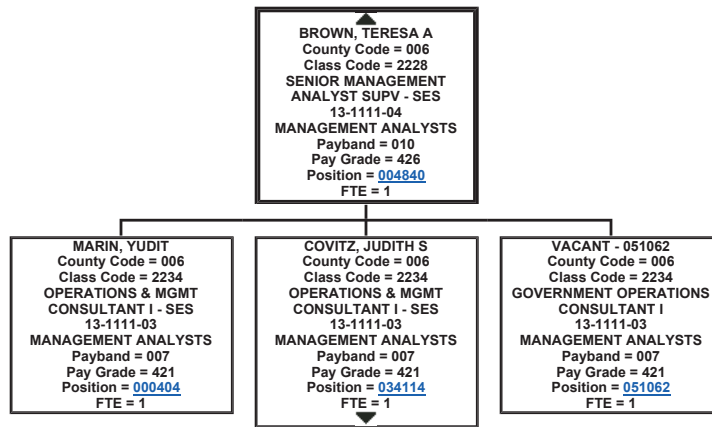 BROWN, TERESA A
County Code = 006
Class Code = 2228
SENIOR MANAGEMENT
ANALYST SUPV - SES
13-1111-04
MANAGEMENT ANALYSTS
Payband = 010
Pay Grade = 426
Position = 004840
FTE = 1
MARIN, YUDIT
County Code = 006
Class Code = 2234
OPERATIONS & MGMT
CONSULTANT I - SES
13-1111-03
MANAGEMENT ANALYSTS
Payband = 007
Pay Grade = 421
Position = 000404
FTE = 1
COVITZ, JUDITH S
County Code = 006
Class Code = 2234
OPERATIONS & MGMT
CONSULTANT I - SES
13-1111-03
MANAGEMENT ANALYSTS
Payband = 007
Pay Grade = 421
Position = 034114
FTE = 1
VACANT - 051062
County Code = 006
Class Code = 2234
GOVERNMENT OPERATIONS
CONSULTANT I
13-1111-03
MANAGEMENT ANALYSTS
Payband = 007
Pay Grade = 421
Position = 051062
FTE = 1